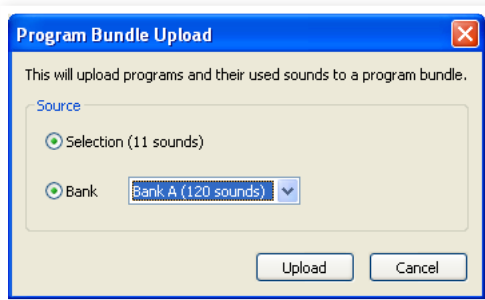 Program Bundle Upload
This will upload programs and their used sounds to a program bundle.
Source
Selection (11 sounds)
Bank Bank A (120 sounds)
Upload Cancel